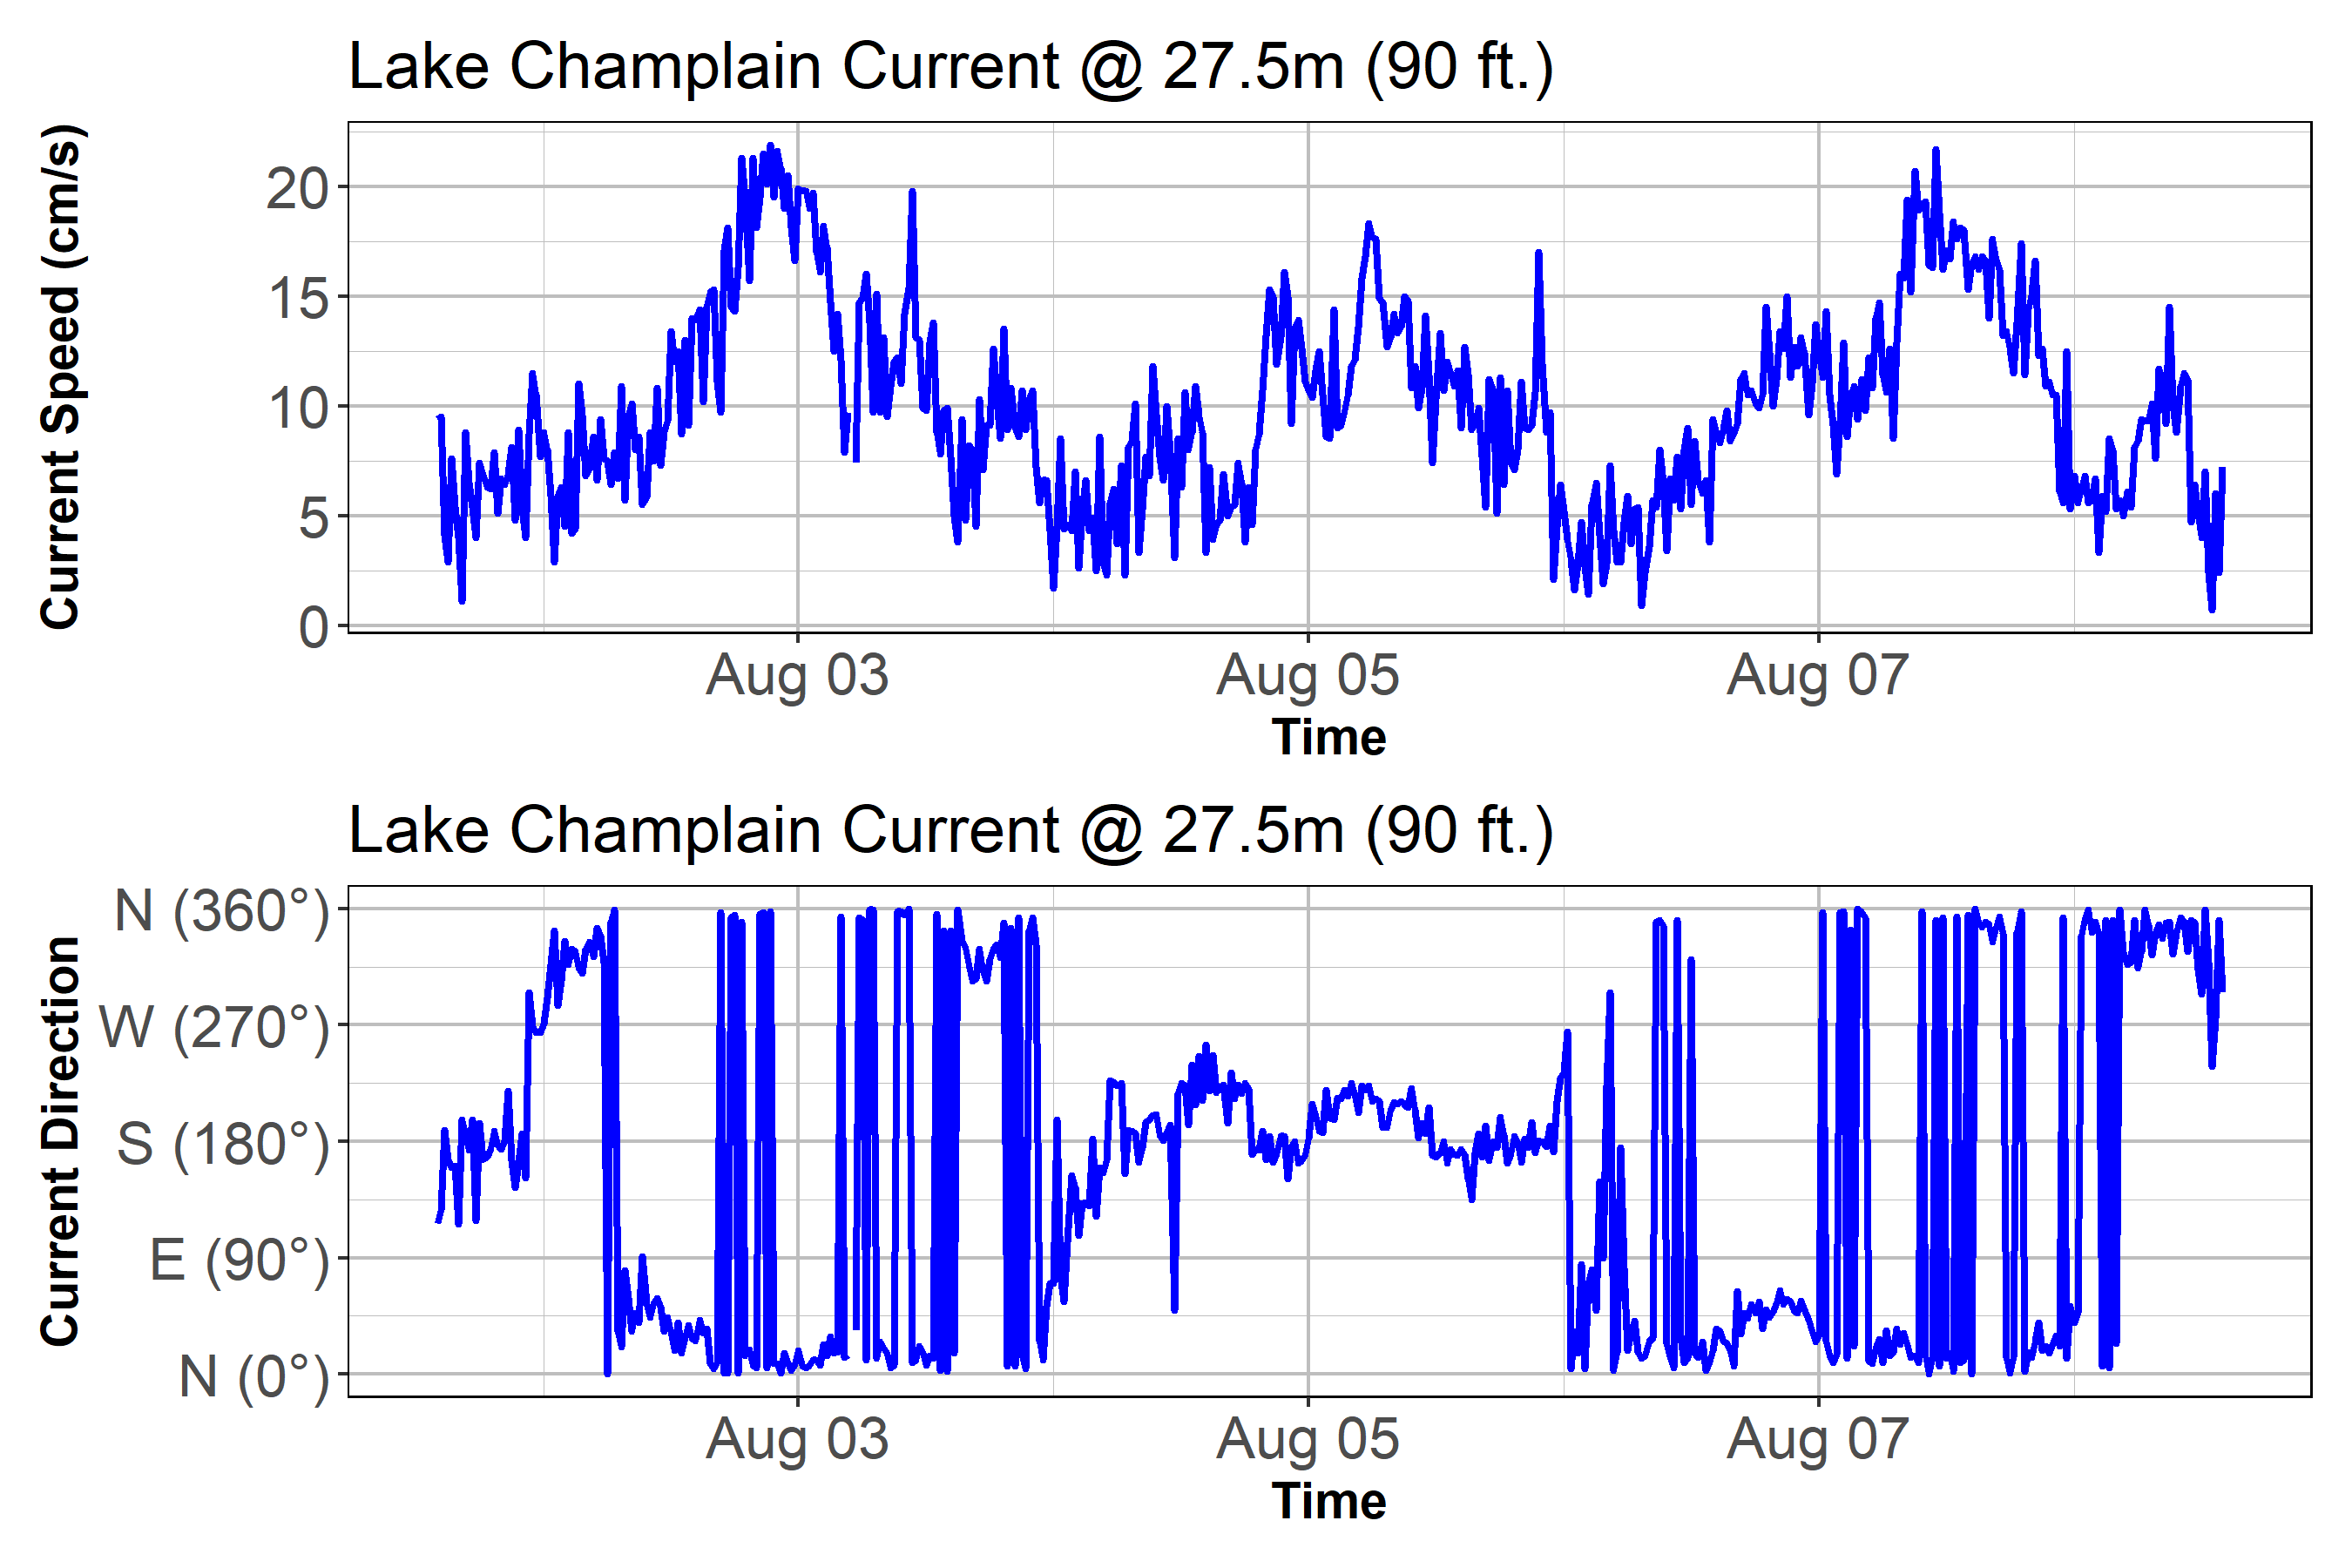 Lake Champlain Current @ 27.5m (90 ft.)
Current Speed (cm/s)
20
15
10
5
0
Aug 03 Aug 05 Aug 07
Time
Lake Champlain Current @ 27.5m (90 ft.)
Current Direction
N (360°)
W (270°)
S (180°)
E (90°)
N (0°)
Aug 03 Aug 05 Aug 07
Time